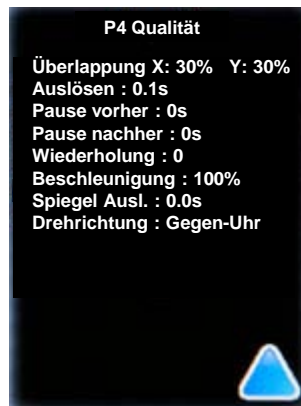 P4 Qualität
Überlappung X: 30% Y: 30%
Auslösen : 0.1s
Pause vorher : 0s
Pause nachher : 0s
Wiederholung : 0
Beschleunigung : 100%
Spiegel Ausl. : 0.0s
Drehrichtung : Gegen-Uhr